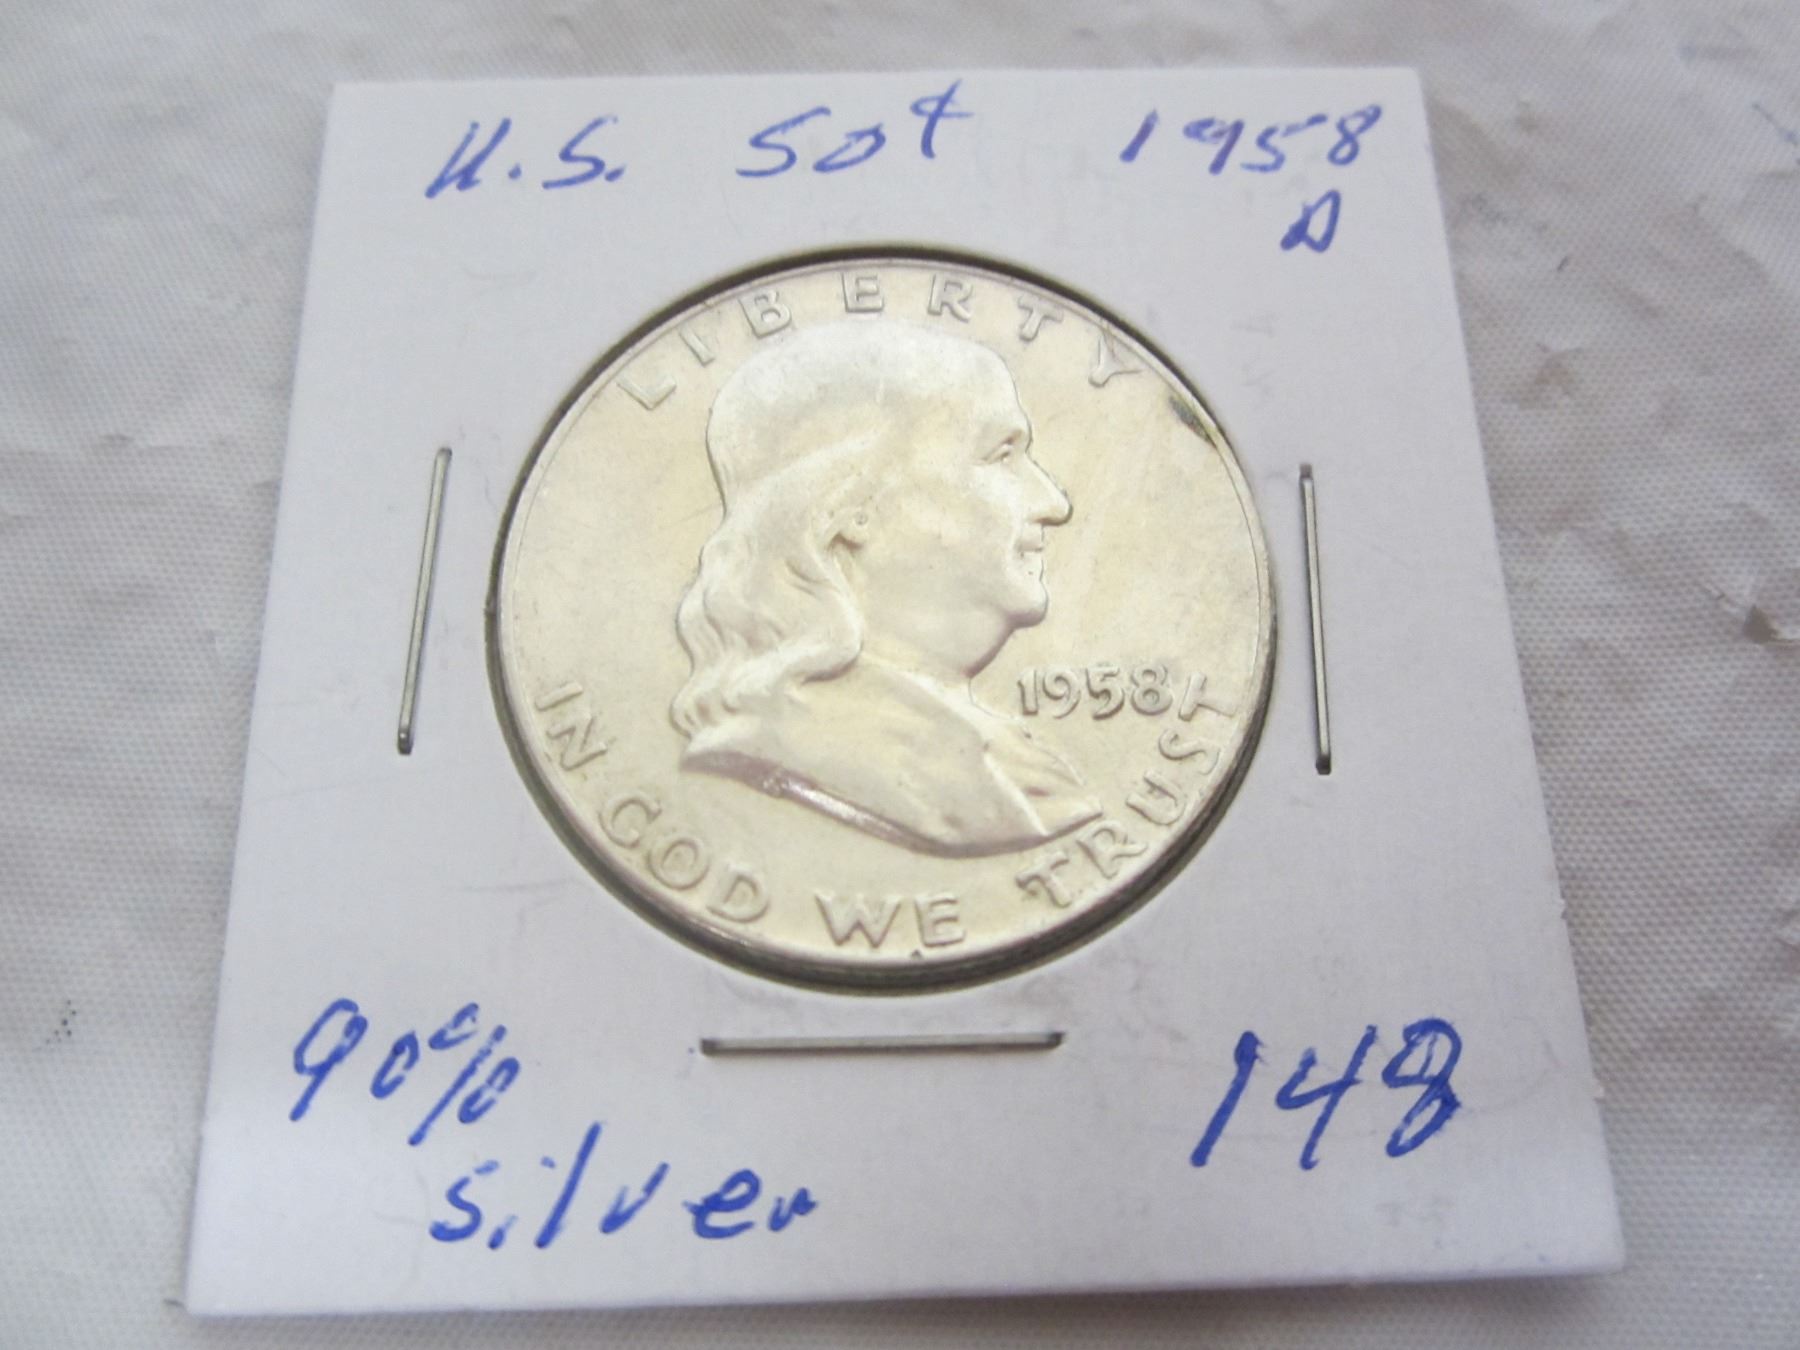 U.S. 50¢ 1958
D
LIBERTY
1958
IN GOD WE TRUST
90%
silver
148